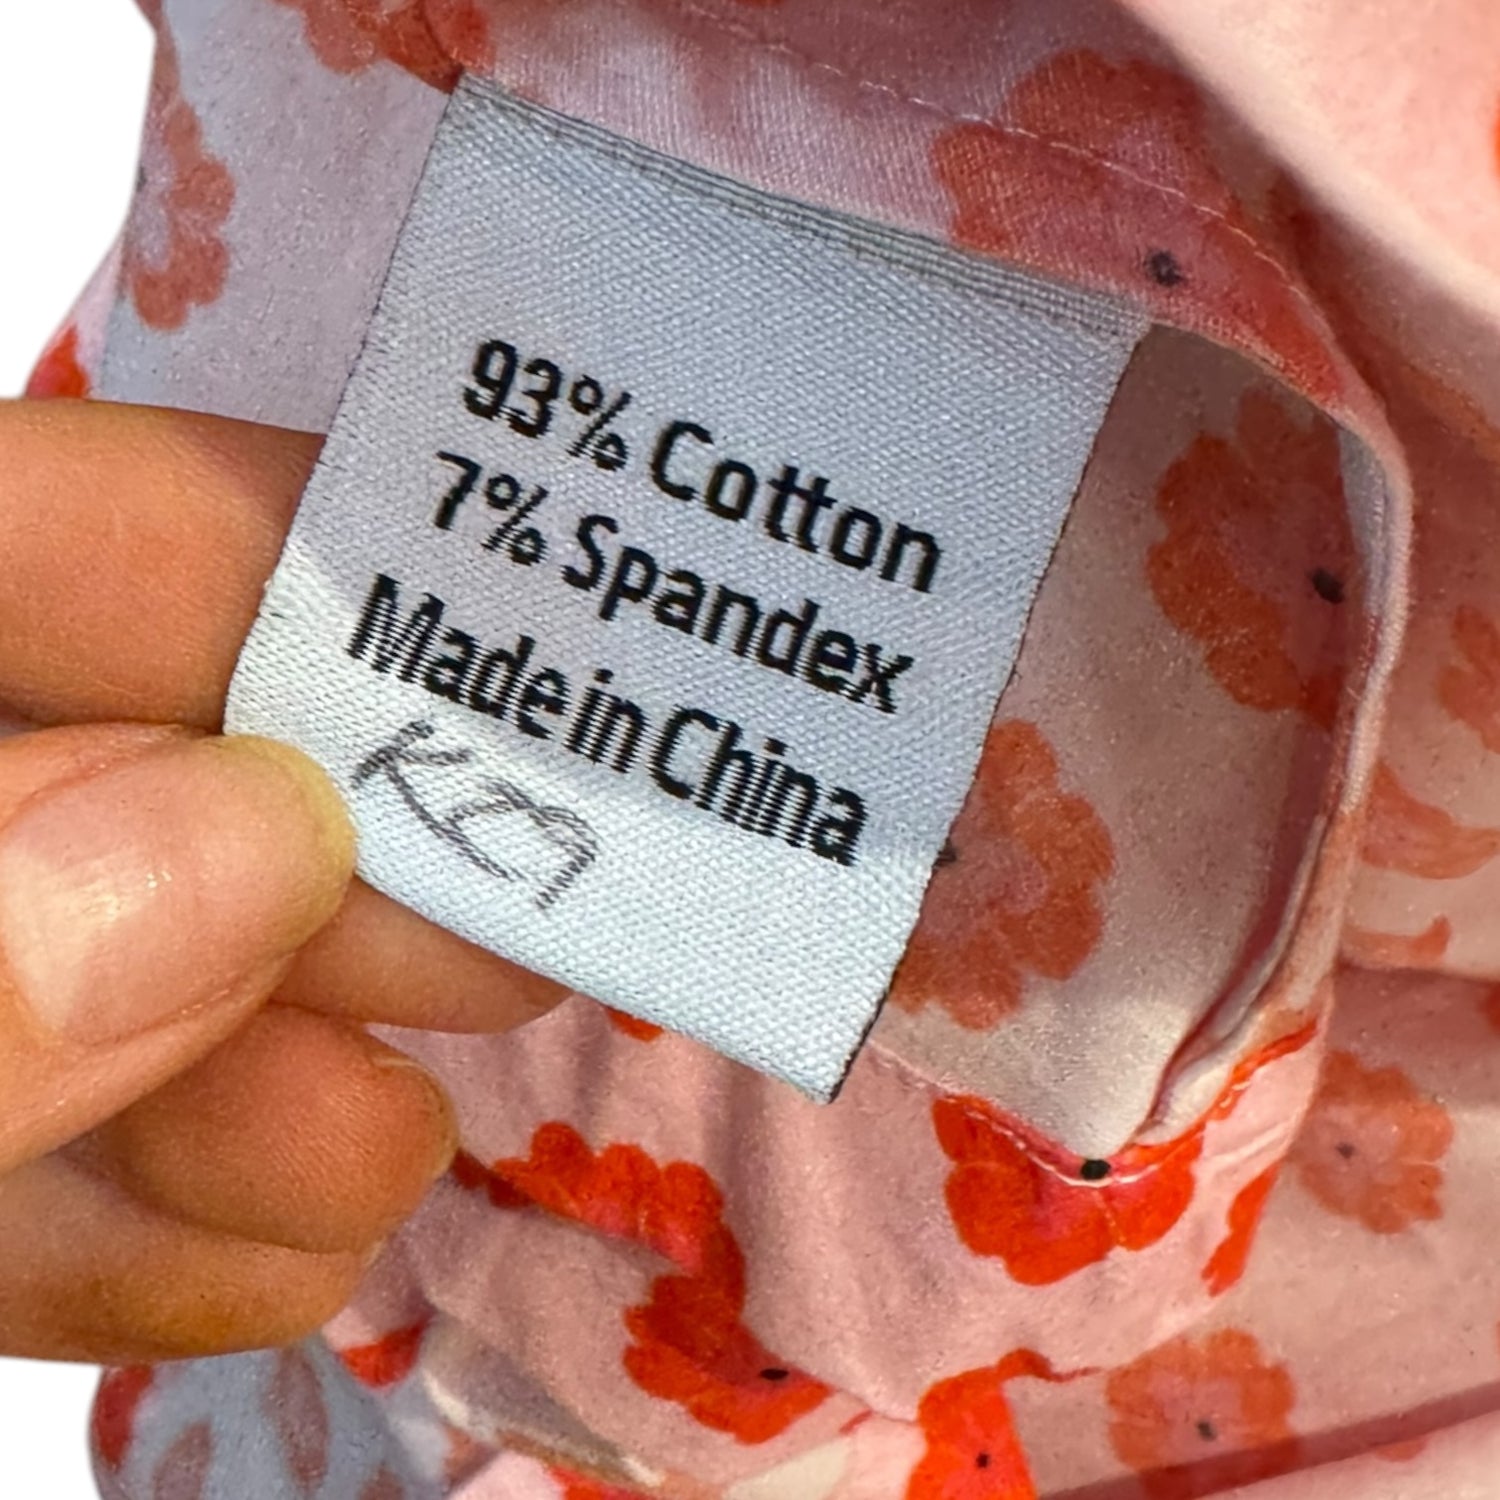 93% Cotton
7% Spandex
Made in China